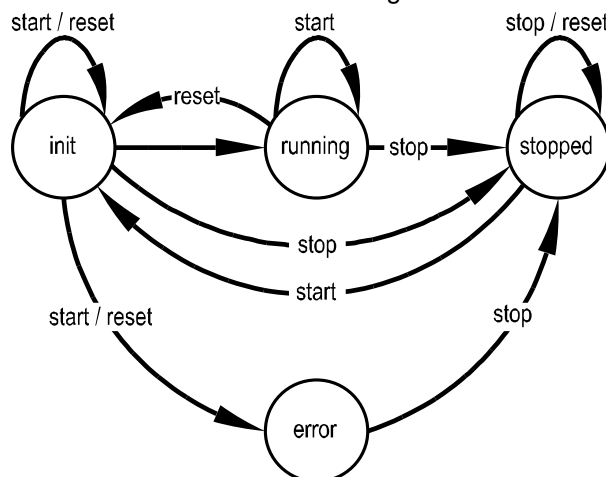 start / reset
start
stop / reset
reset
init
running
stop
stopped
stop
start
start / reset
stop
error